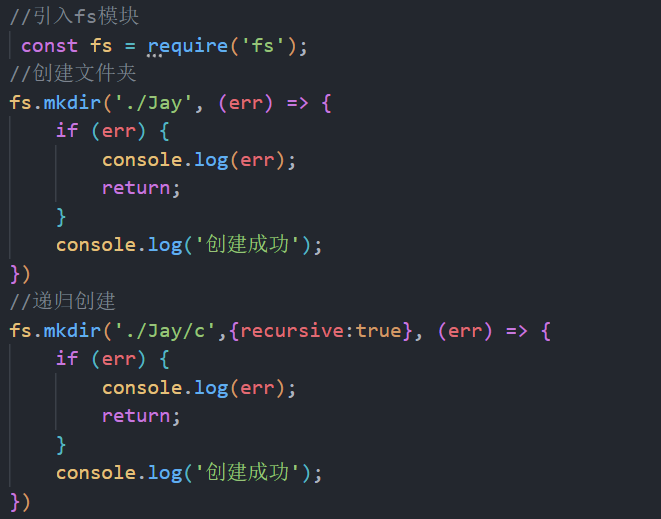 //引入fs模块
const fs = require('fs');
//创建文件夹
fs.mkdir('./Jay', (err) => {
    if (err) {
        console.log(err);
        return;
    }
    console.log('创建成功');
})
//递归创建
fs.mkdir('./Jay/c',{recursive:true}, (err) => {
    if (err) {
        console.log(err);
        return;
    }
    console.log('创建成功');
})